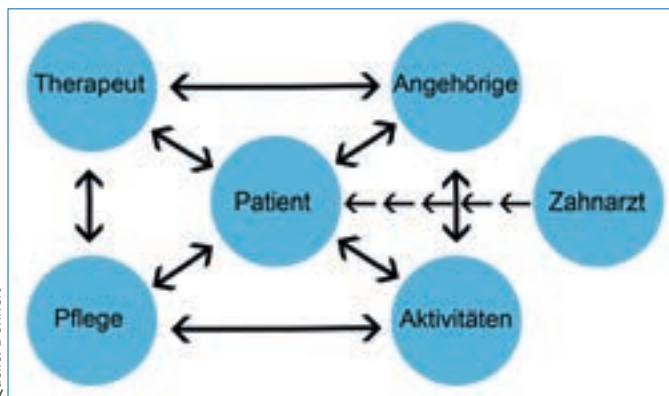 Therapeut
Angehörige
Patient
Zahnarzt
Pflege
Aktivitäten